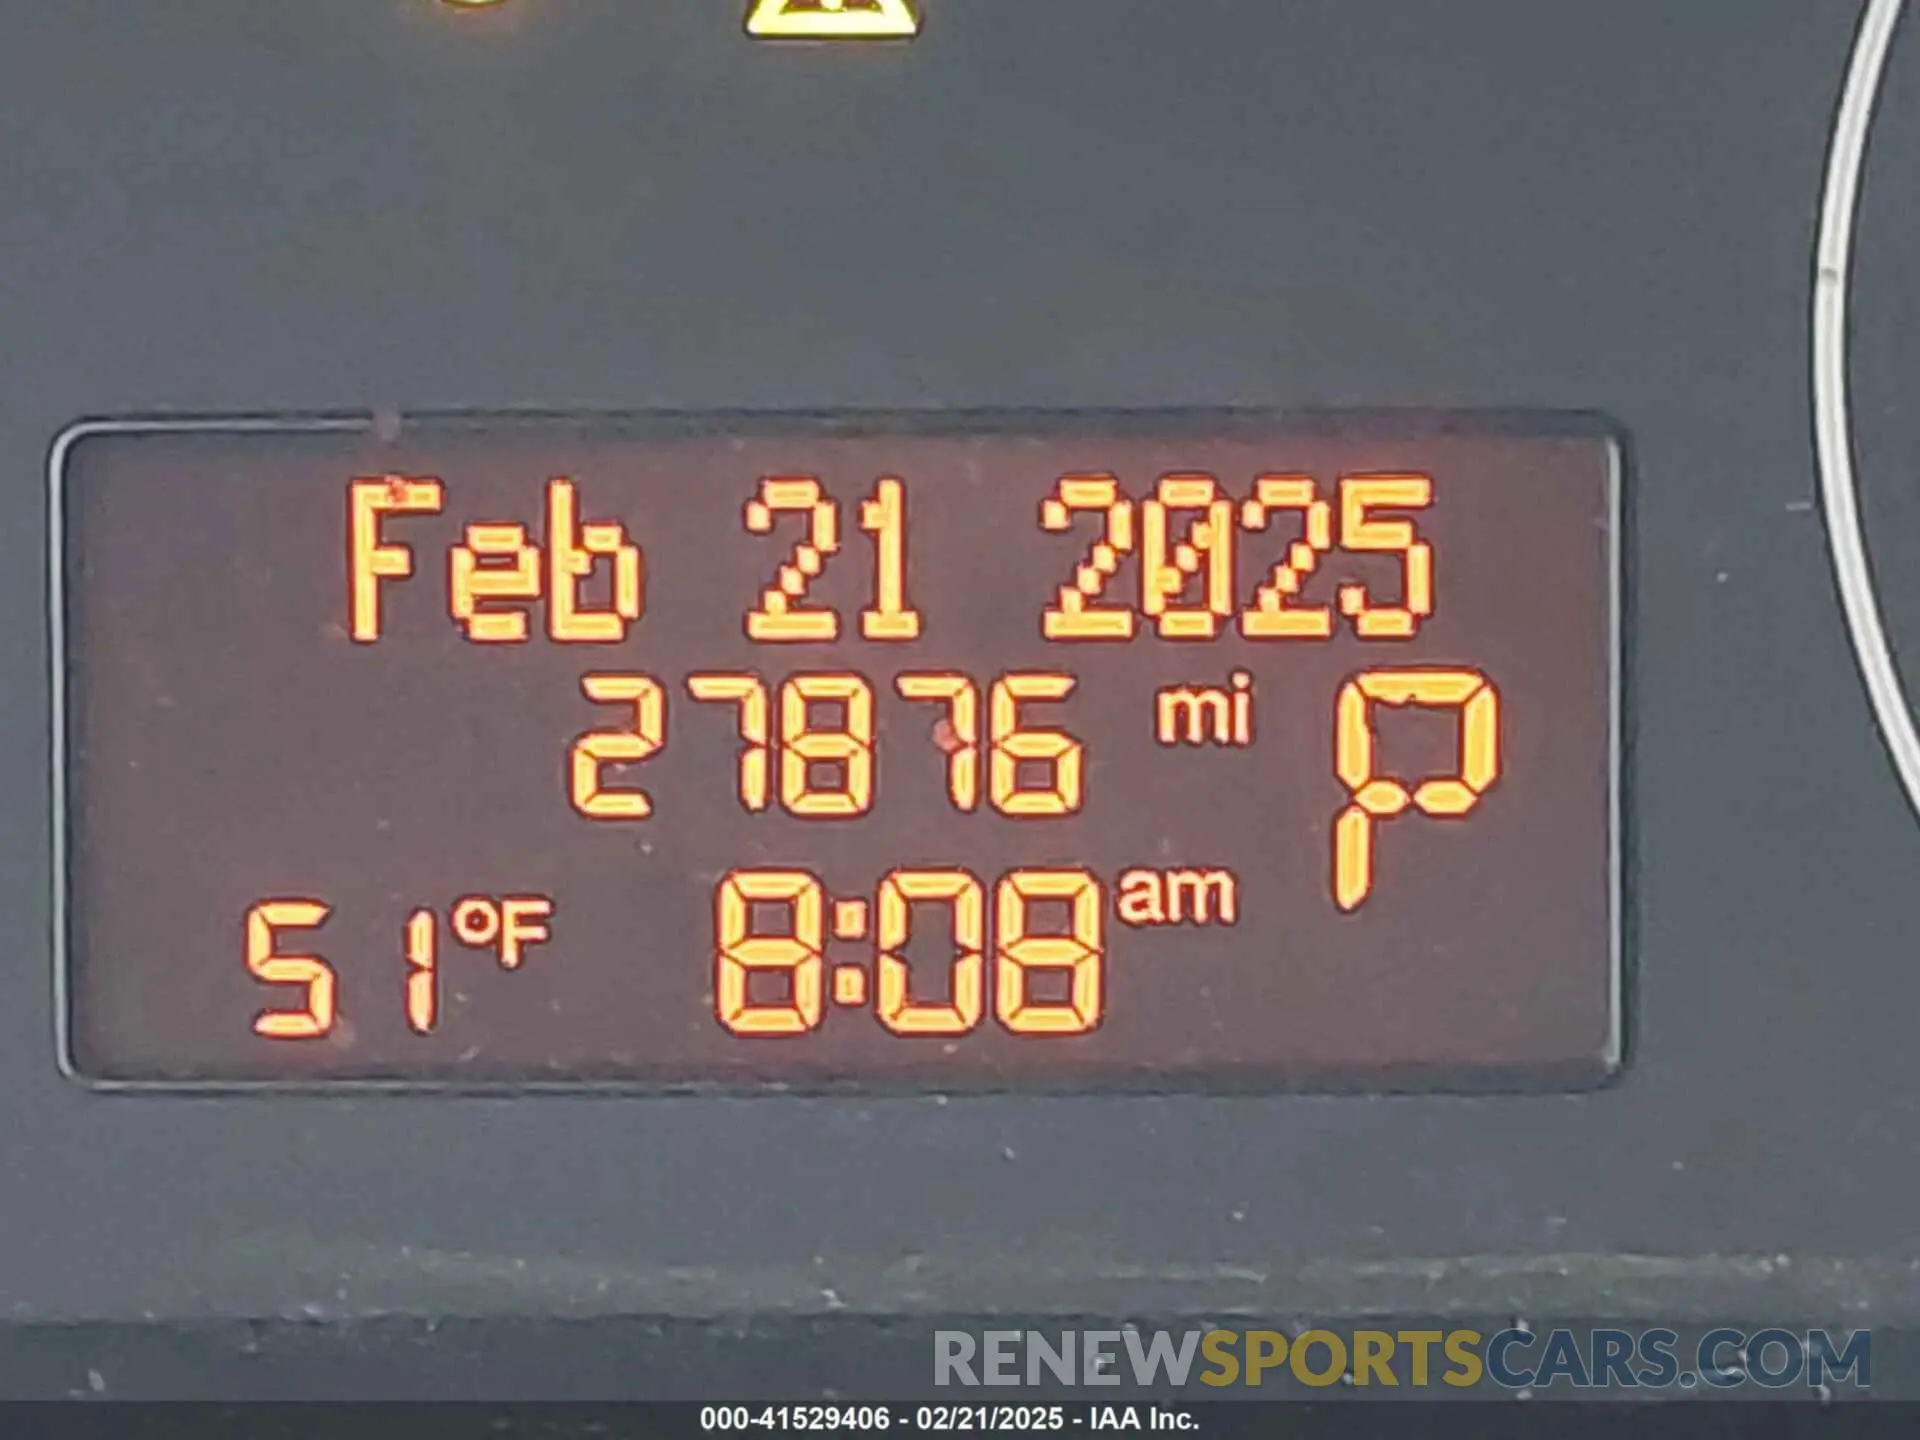 Feb 21 2025
27876 mi P
51 °F 8:08 am
RENEWSPORTSCARS.COM
000-41529406 - 02/21/2025 - IAA Inc.